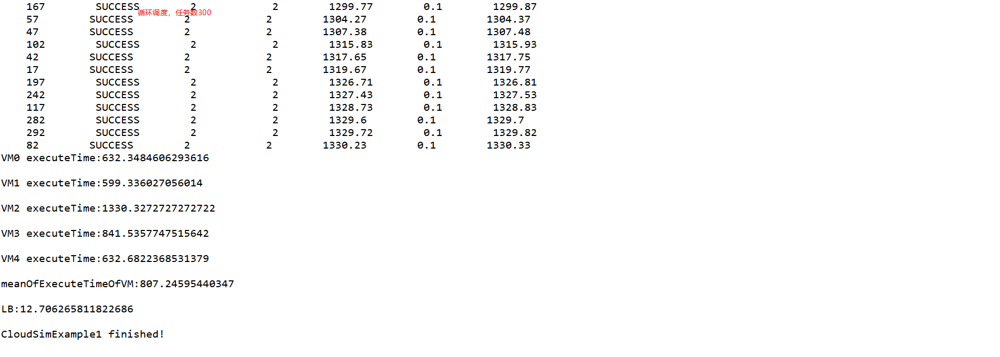 167 SUCCESS 2 2 1299.77 0.1 1299.87
循环调度，任务数300
57 SUCCESS 2 2 1304.27 0.1 1304.37
47 SUCCESS 2 2 1307.38 0.1 1307.48
102 SUCCESS 2 2 1315.83 0.1 1315.93
42 SUCCESS 2 2 1317.65 0.1 1317.75
17 SUCCESS 2 2 1319.67 0.1 1319.77
197 SUCCESS 2 2 1326.71 0.1 1326.81
242 SUCCESS 2 2 1327.43 0.1 1327.53
117 SUCCESS 2 2 1328.73 0.1 1328.83
282 SUCCESS 2 2 1329.6 0.1 1329.7
292 SUCCESS 2 2 1329.72 0.1 1329.82
82 SUCCESS 2 2 1330.23 0.1 1330.33
VM0 executeTime:632.3484606293616
VM1 executeTime:599.336027056014
VM2 executeTime:1330.3272727272722
VM3 executeTime:841.5357747515642
VM4 executeTime:632.6822368531379
meanOfExecuteTimeOfVM:807.24595440347
LB:12.706265811822686
CloudSimExample1 finished!